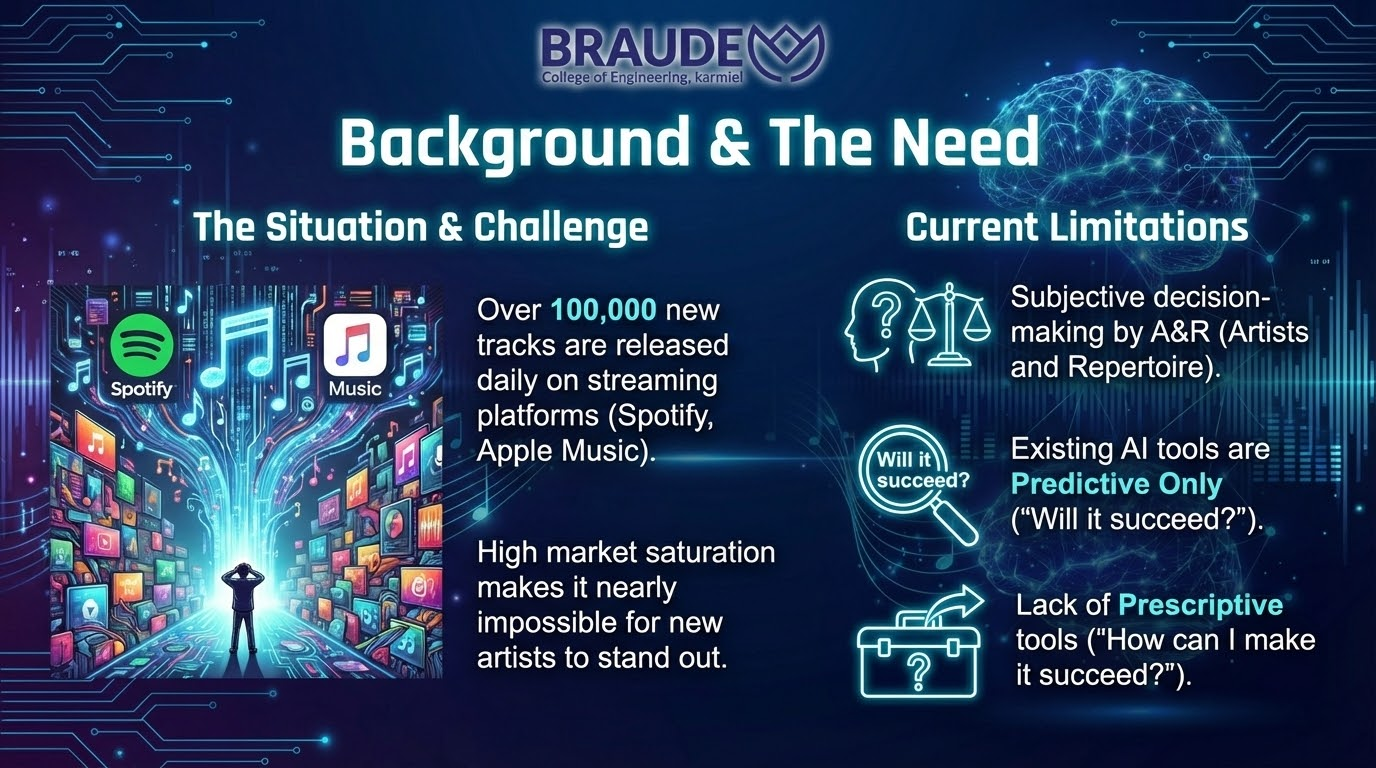 BRAUDE
College of Engineering, karmiel
Background & The Need
The Situation & Challenge
Spotify
Music
Over 100,000 new
tracks are released
daily on streaming
platforms (Spotify,
Apple Music).
High market saturation
makes it nearly
impossible for new
artists to stand out.
Current Limitations
Subjective decision-
making by A&R (Artists
and Repertoire).
Will it
succeed?
Existing AI tools are
Predictive Only
(“Will it succeed?”).
Lack of Prescriptive
tools (“How can I make
it succeed?”).